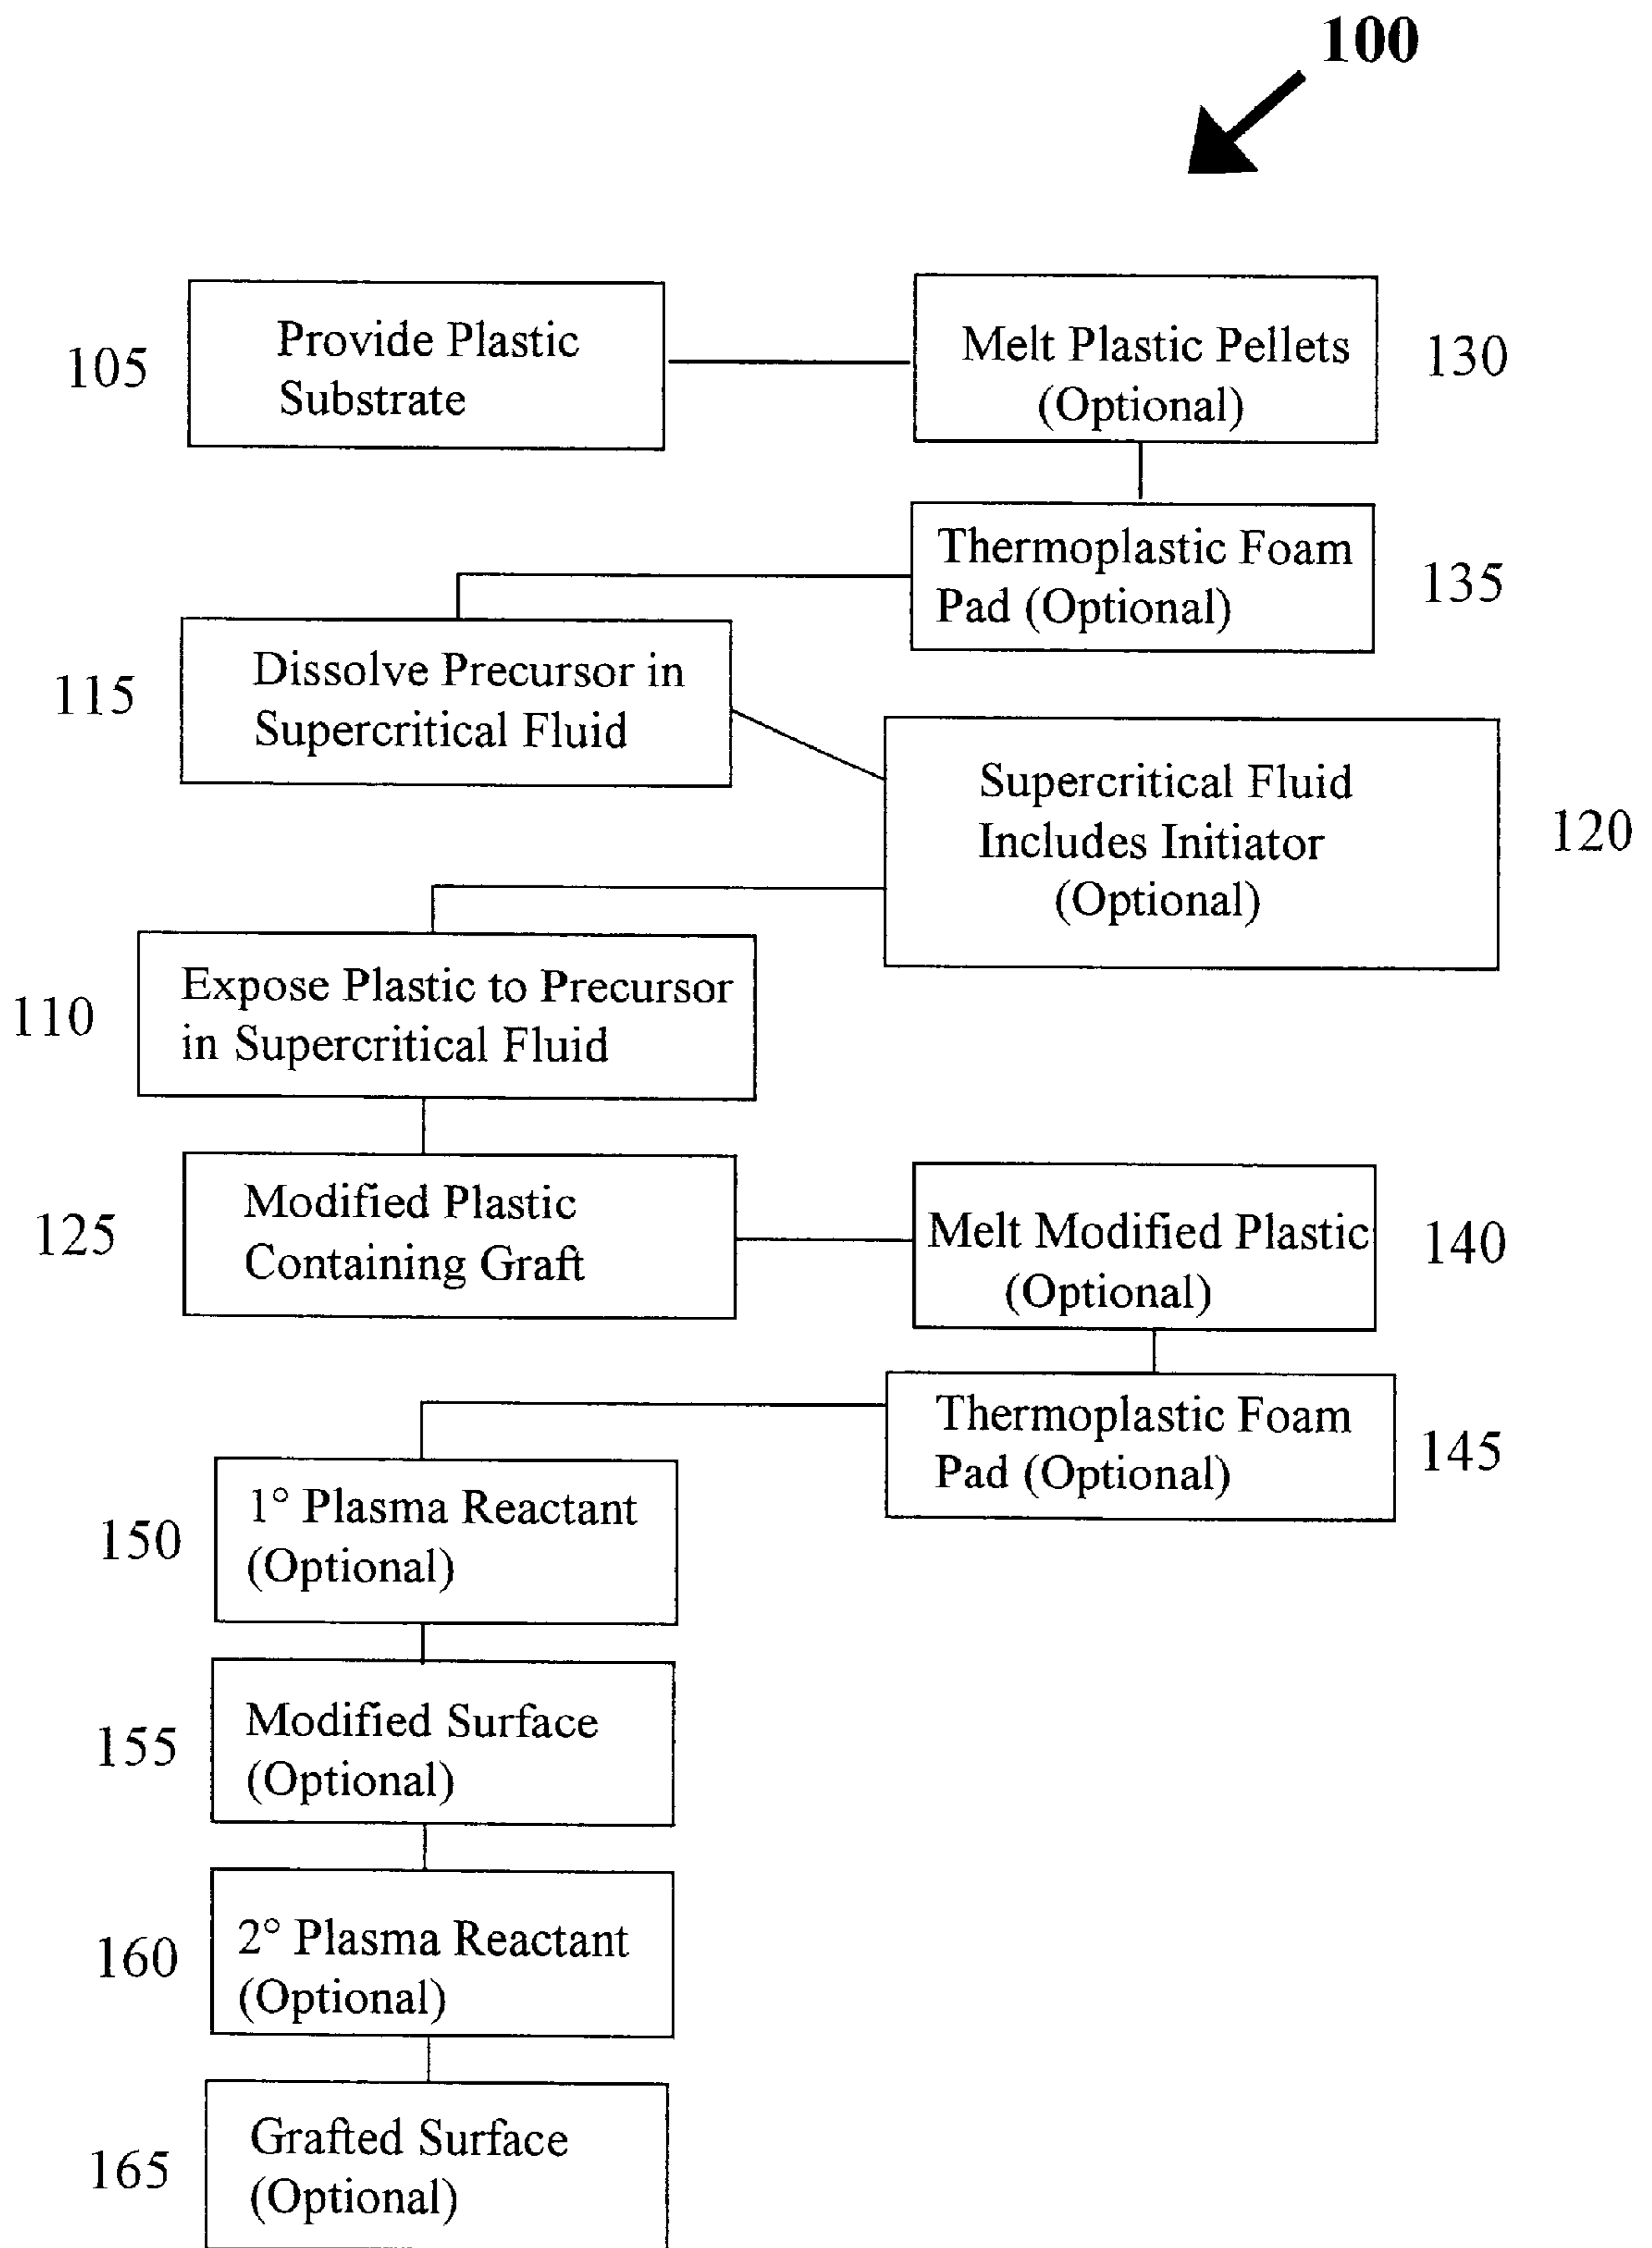 100
105
Provide Plastic
Substrate
Melt Plastic Pellets
(Optional)
130
Thermoplastic Foam
Pad (Optional)
135
115
Dissolve Precursor in
Supercritical Fluid
Supercritical Fluid
Includes Initiator
(Optional)
120
110
Expose Plastic to Precursor
in Supercritical Fluid
125
Modified Plastic
Containing Graft
Melt Modified Plastic
(Optional)
140
Thermoplastic Foam
Pad (Optional)
145
150
1° Plasma Reactant
(Optional)
155
Modified Surface
(Optional)
160
2° Plasma Reactant
(Optional)
165
Grafted Surface
(Optional)